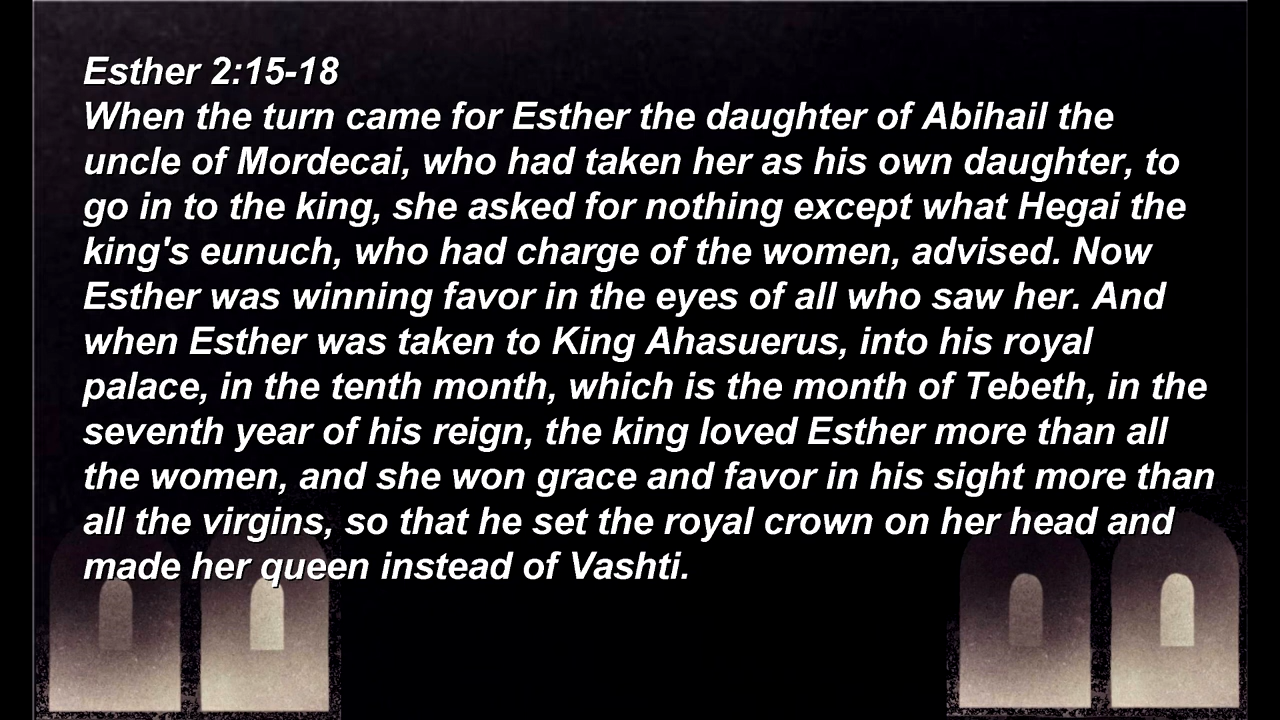 Esther 2:15-18
When the turn came for Esther the daughter of Abihail the
uncle of Mordecai, who had taken her as his own daughter, to
go in to the king, she asked for nothing except what Hegai the
king's eunuch, who had charge of the women, advised. Now
Esther was winning favor in the eyes of all who saw her. And
when Esther was taken to King Ahasuerus, into his royal
palace, in the tenth month, which is the month of Tebeth, in the
seventh year of his reign, the king loved Esther more than all
the women, and she won grace and favor in his sight more than
all the virgins, so that he set the royal crown on her head and
made her queen instead of Vashti.